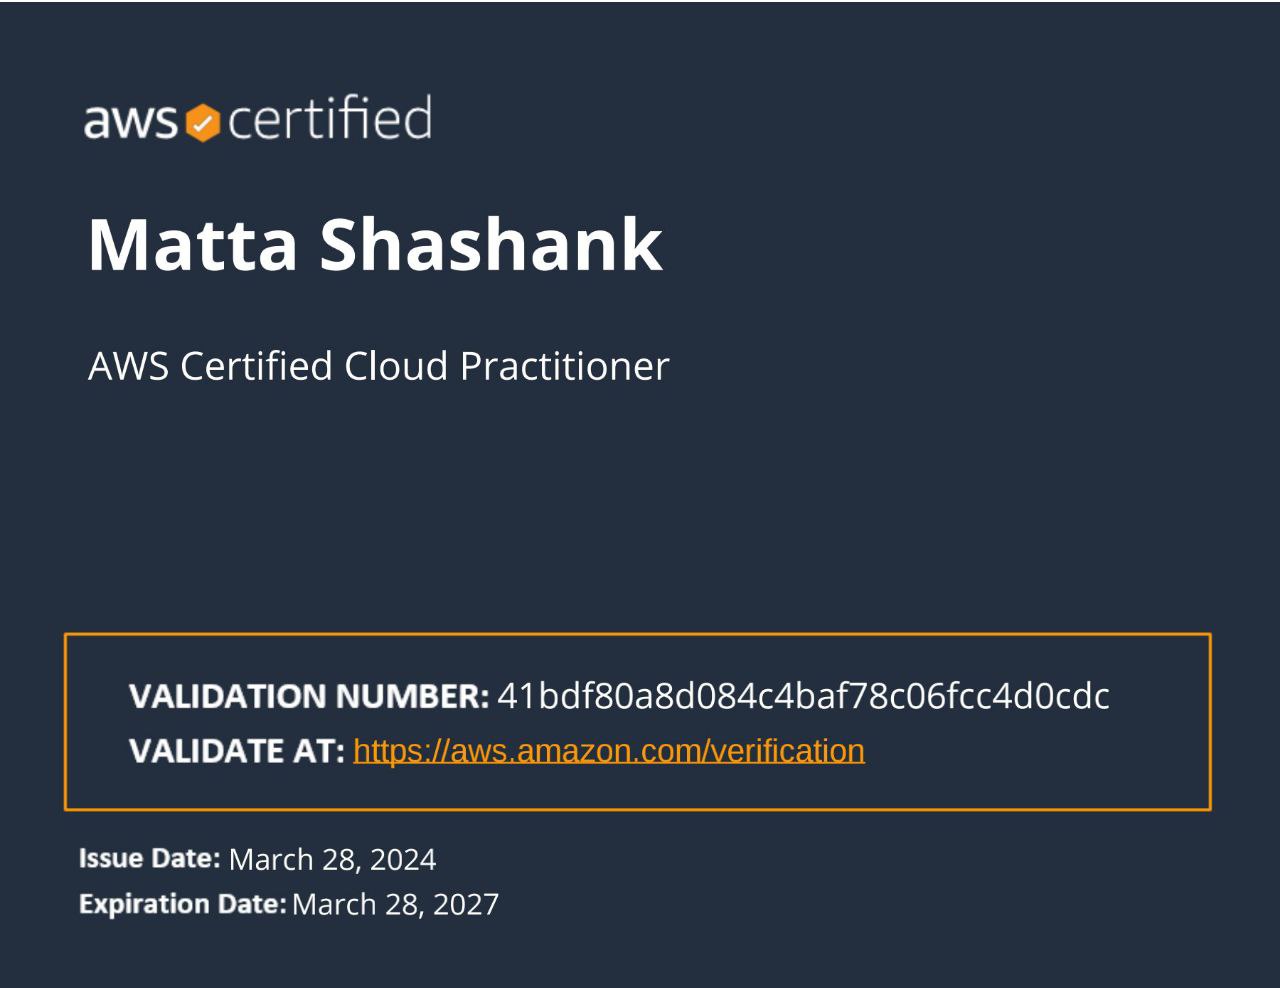 aws certified
Matta Shashank
AWS Certified Cloud Practitioner
VALIDATION NUMBER: 41bdf80a8d084c4baf78c06fcc4d0cdc
VALIDATE AT: https://aws.amazon.com/verification
Issue Date: March 28, 2024
Expiration Date: March 28, 2027